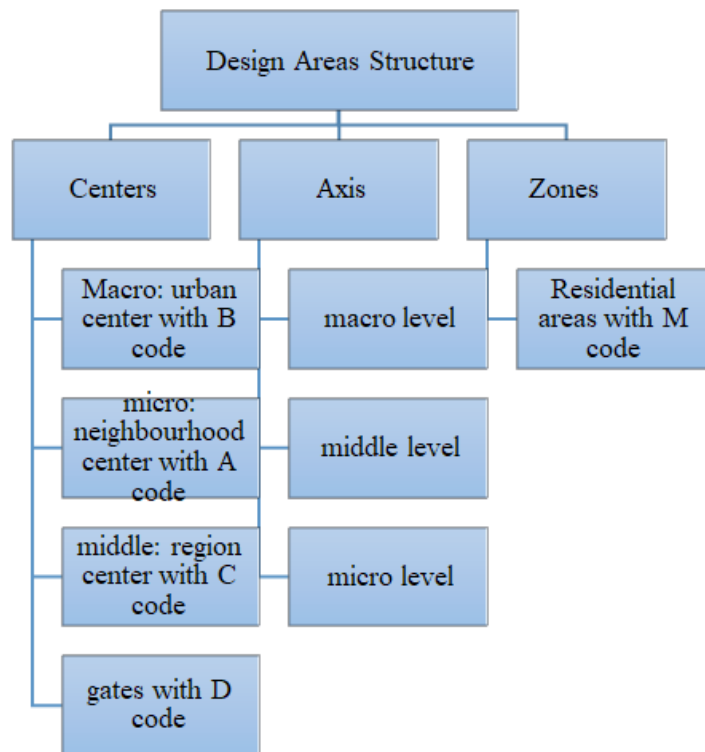 Design Areas Structure
Centers
Axis
Zones
Macro: urban
center with B
code
micro:
neighbourhood
center with A
code
middle: region
center with C
code
gates with D
code
macro level
middle level
micro level
Residential
areas with M
code